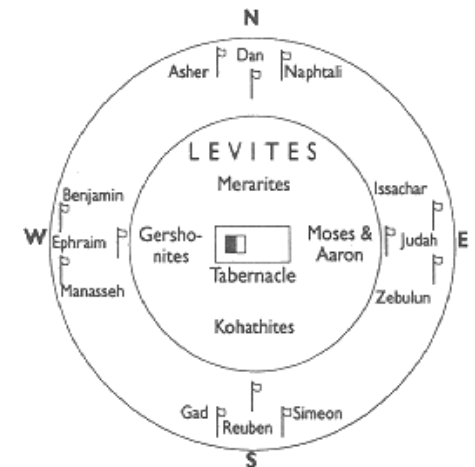 N
Dan
Asher
Naphtali
LEVITES
Merarites
Benjamin
Issachar
W
Ephraim
Gersho-
nites
Moses &
Aaron
Judah
E
Tabernacle
Manasseh
Zebulun
Kohathites
Gad
Reuben
Simeon
S